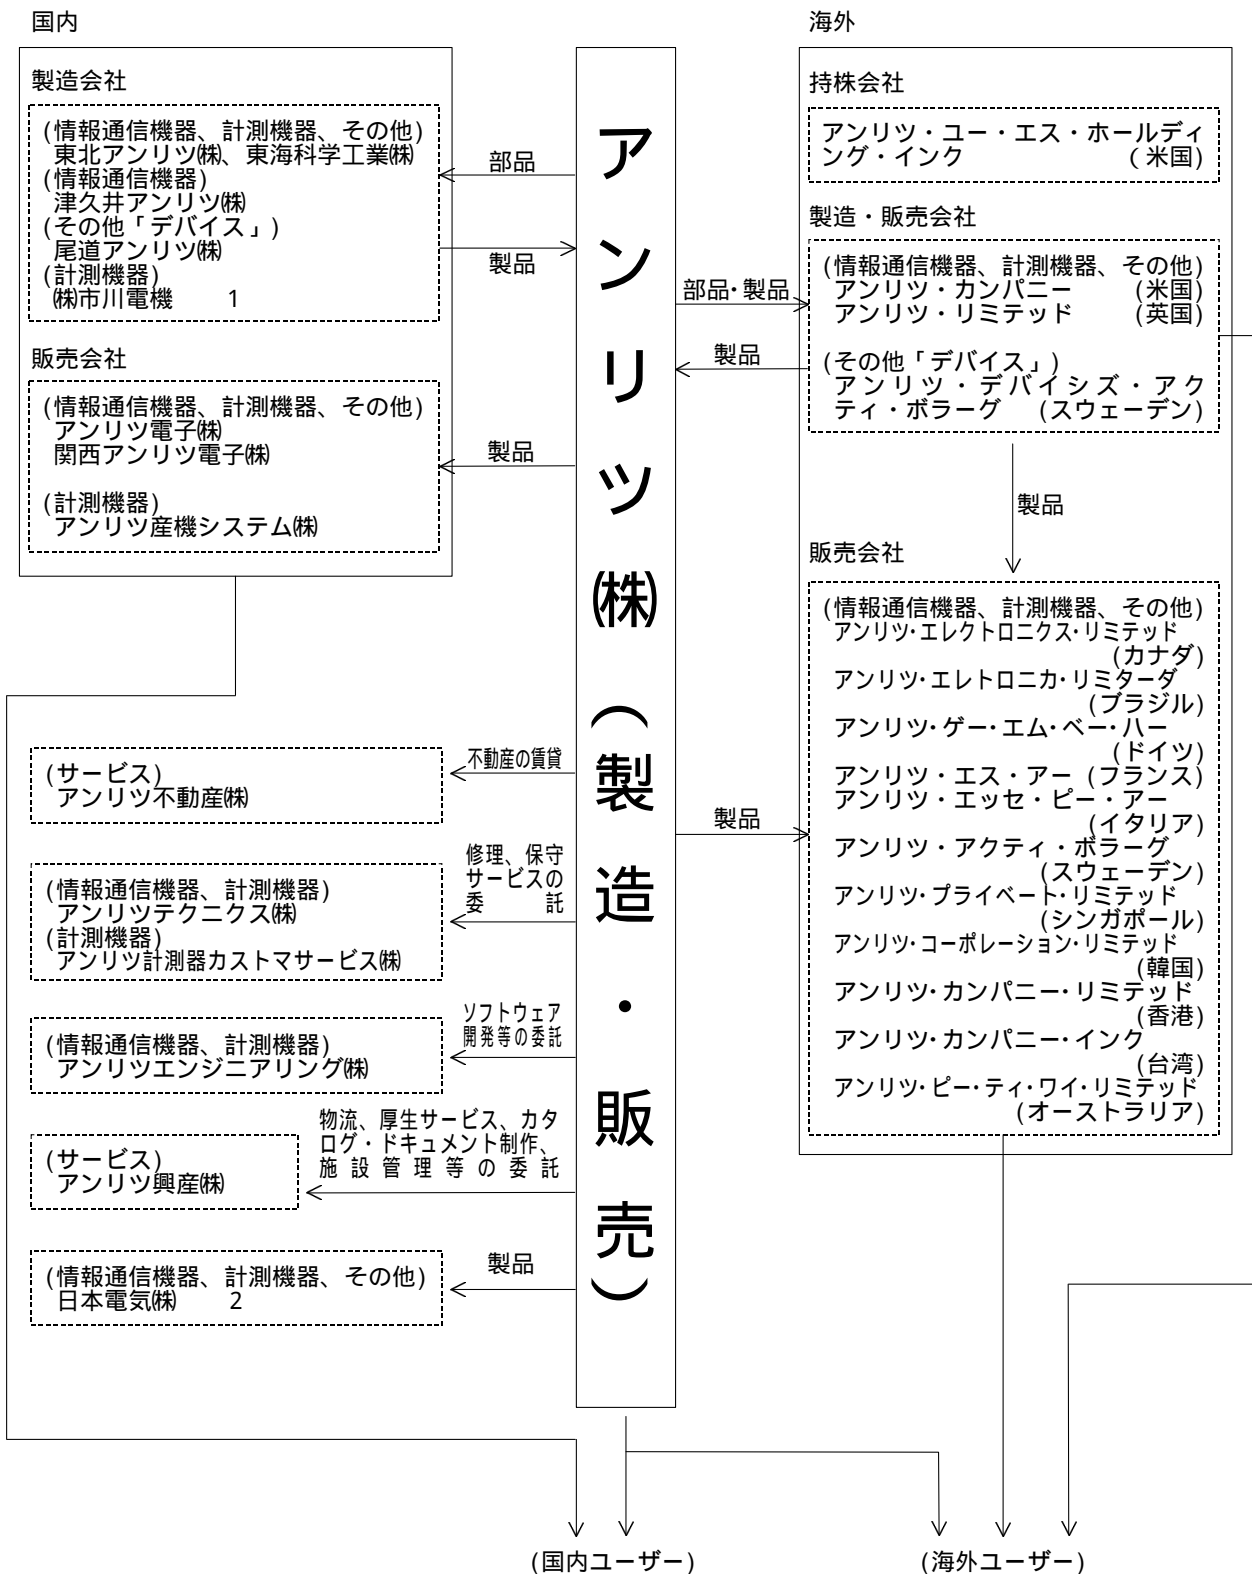 国内
製造会社
(情報通信機器、計測機器、その他)
東北アンリツ㈱、東海科学工業㈱
(情報通信機器)
津久井アンリツ㈱
(その他「デバイス」)
尾道アンリツ㈱
(計測機器)
㈱市川電機　1
販売会社
(情報通信機器、計測機器、その他)
アンリツ電子㈱
関西アンリツ電子㈱
(計測機器)
アンリツ産機システム㈱
部品
製品
製品
アンリツ㈱(製造・販売)
(サービス)
アンリツ不動産㈱
不動産の賃貸
(情報通信機器、計測機器)
アンリツテクニクス㈱
(計測機器)
アンリツ計測器カストマサービス㈱
修理、保守
サービスの
委託
(情報通信機器、計測機器)
アンリツエンジニアリング㈱
ソフトウェア
開発等の委託
(サービス)
アンリツ興産㈱
物流、厚生サービス、カタ
ログ・ドキュメント制作、
施設管理等の委託
(情報通信機器、計測機器、その他)
日本電気㈱　2
製品
海外
持株会社
アンリツ・ユー・エス・ホールディ
ング・インク　(米国)
製造・販売会社
(情報通信機器、計測機器、その他)
アンリツ・カンパニー　(米国)
アンリツ・リミテッド　(英国)
(その他「デバイス」)
アンリツ・デバイシズ・アク
ティ・ボラーグ　(スウェーデン)
部品・製品
製品
製品
販売会社
(情報通信機器、計測機器、その他)
アンリツ・エレクトロニクス・リミテッド
(カナダ)
アンリツ・エレトロニカ・リミターダ
(ブラジル)
アンリツ・ゲー・エム・ベー・ハー
(ドイツ)
アンリツ・エス・アー (フランス)
アンリツ・エッセ・ピー・アー
(イタリア)
アンリツ・アクティ・ボラーグ
(スウェーデン)
アンリツ・プライベート・リミテッド
(シンガポール)
アンリツ・コーポレーション・リミテッド
(韓国)
アンリツ・カンパニー・リミテッド
(香港)
アンリツ・カンパニー・インク
(台湾)
アンリツ・ピー・ティ・ワイ・リミテッド
(オーストラリア)
製品
(国内ユーザー)
(海外ユーザー)